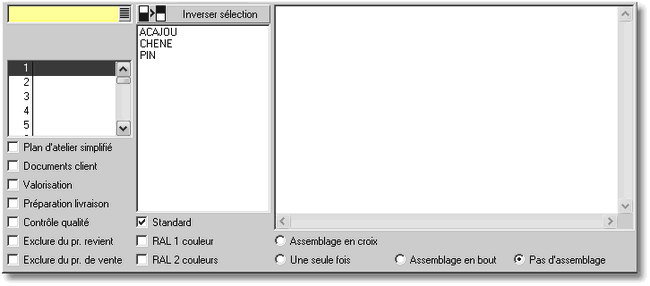 Inverser sélection
ACAJOU
CHENE
PIN
1
2
3
4
5
Plan d'atelier simplifié
Documents client
Valorisation
Préparation livraison
Contrôle qualité
Exclure du pr. revient
Exclure du pr. de vente
Standard
RAL 1 couleur
RAL 2 couleurs
Assemblage en croix
Une seule fois
Assemblage en bout
Pas d'assemblage